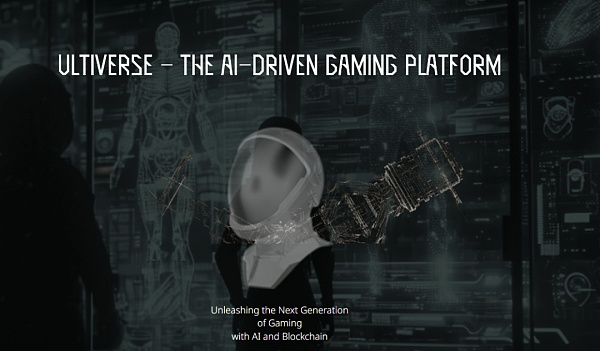 ULTIVERSE – THE AI-DRIVEN GAMING PLATFORM
Unleashing the Next Generation
of Gaming
with AI and Blockchain